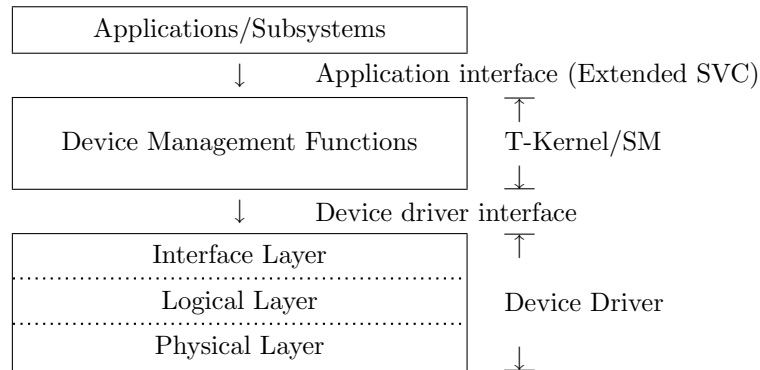 Applications/Subsystems
↓ Application interface (Extended SVC)
Device Management Functions
T-Kernel/SM
↓ Device driver interface
Interface Layer
Logical Layer
Device Driver
Physical Layer